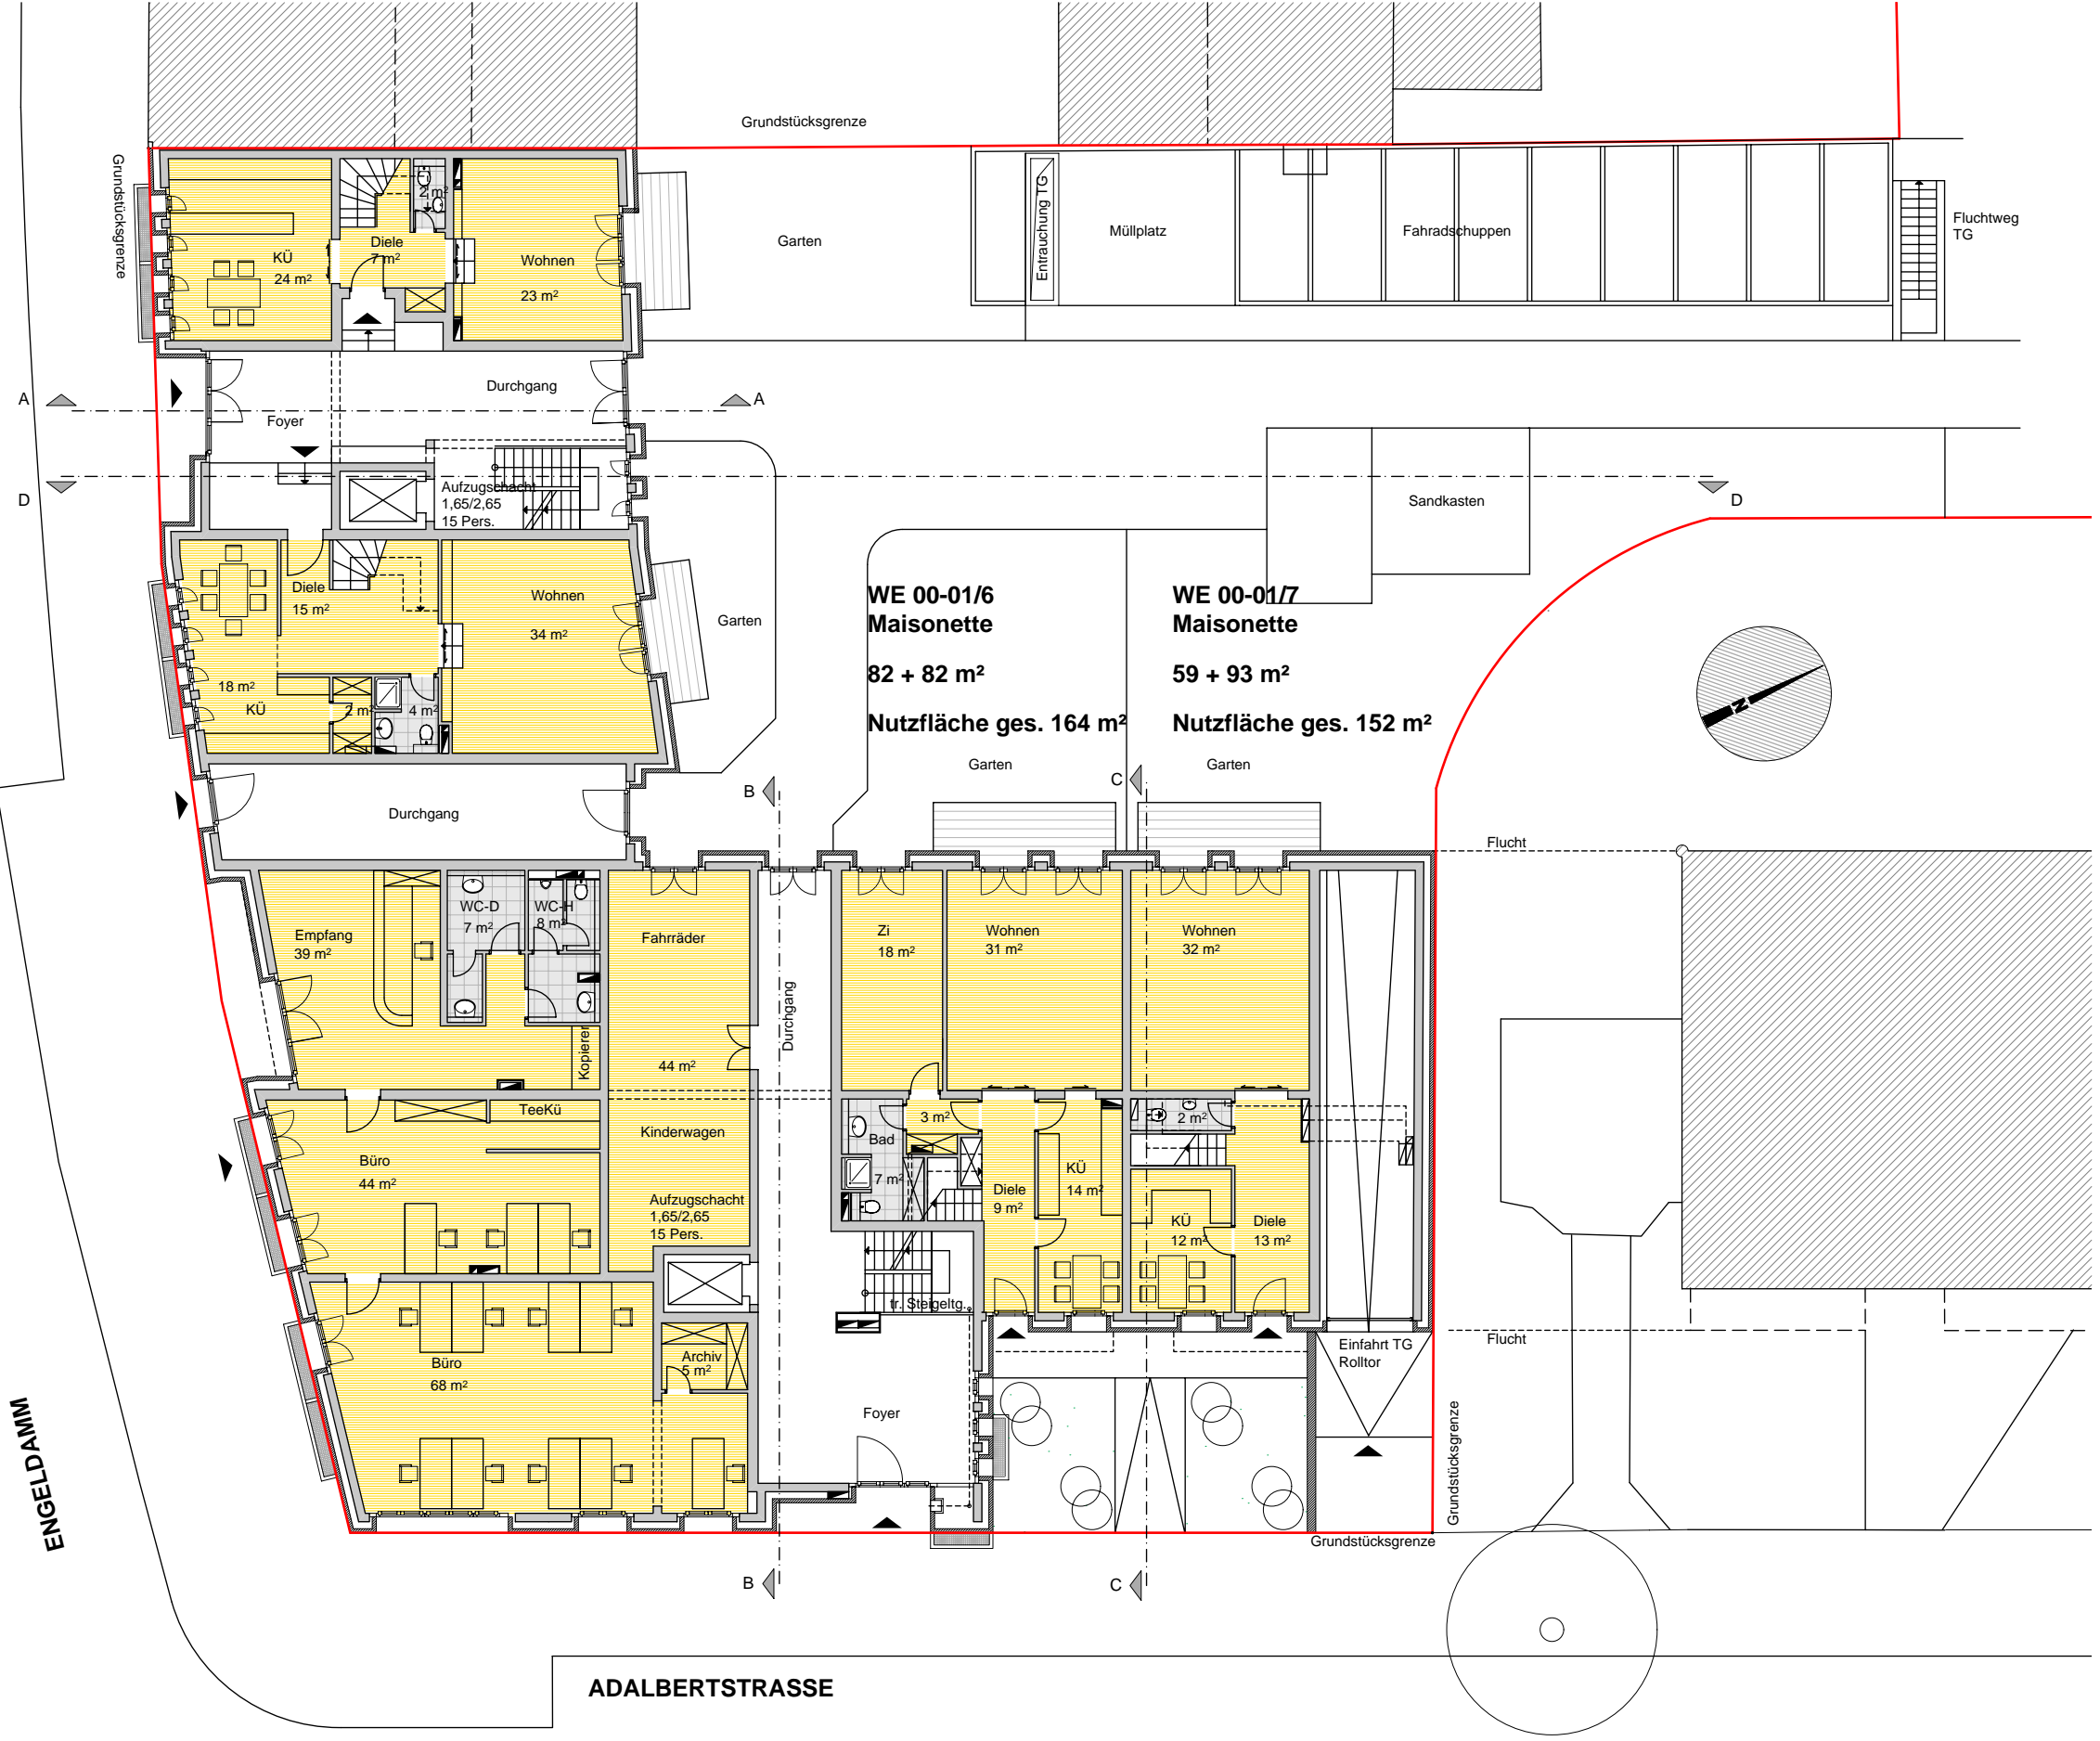 Grundstücksgrenze
Grundstücksgrenze
2 m²
Diele
7 m²
KÜ
24 m²
Wohnen
23 m²
Garten
Entrauchung TG
Müllplatz
Fahradschuppen
Fluchtweg
TG
Durchgang
A
A
Foyer
D
Aufzugschacht
1,65/2,65
15 Pers.
Sandkasten
D
Diele
15 m²
Wohnen
34 m²
Garten
18 m²
KÜ
2 m²
4 m²
WE 00-01/6
Maisonette
82 + 82 m²
Nutzfläche ges. 164 m²
WE 00-01/7
Maisonette
59 + 93 m²
Nutzfläche ges. 152 m²
N
Garten
Garten
B
C
Durchgang
Flucht
Empfang
39 m²
WC-D
7 m²
WC-H
8 m²
Fahrräder
44 m²
Durchgang
Zi
18 m²
Wohnen
31 m²
Wohnen
32 m²
Kopierer
TeeKü
Kinderwagen
Büro
44 m²
Aufzugschacht
1,65/2,65
15 Pers.
Bad
7 m²
3 m²
Diele
9 m²
KÜ
14 m²
2 m²
KÜ
12 m²
Diele
13 m²
tr. Steigeltg.
Büro
68 m²
Archiv
5 m²
Foyer
Einfahrt TG
Rolltor
Flucht
Grundstücksgrenze
Grundstücksgrenze
B
C
ENGELDAMM
ADALBERTSTRASSE